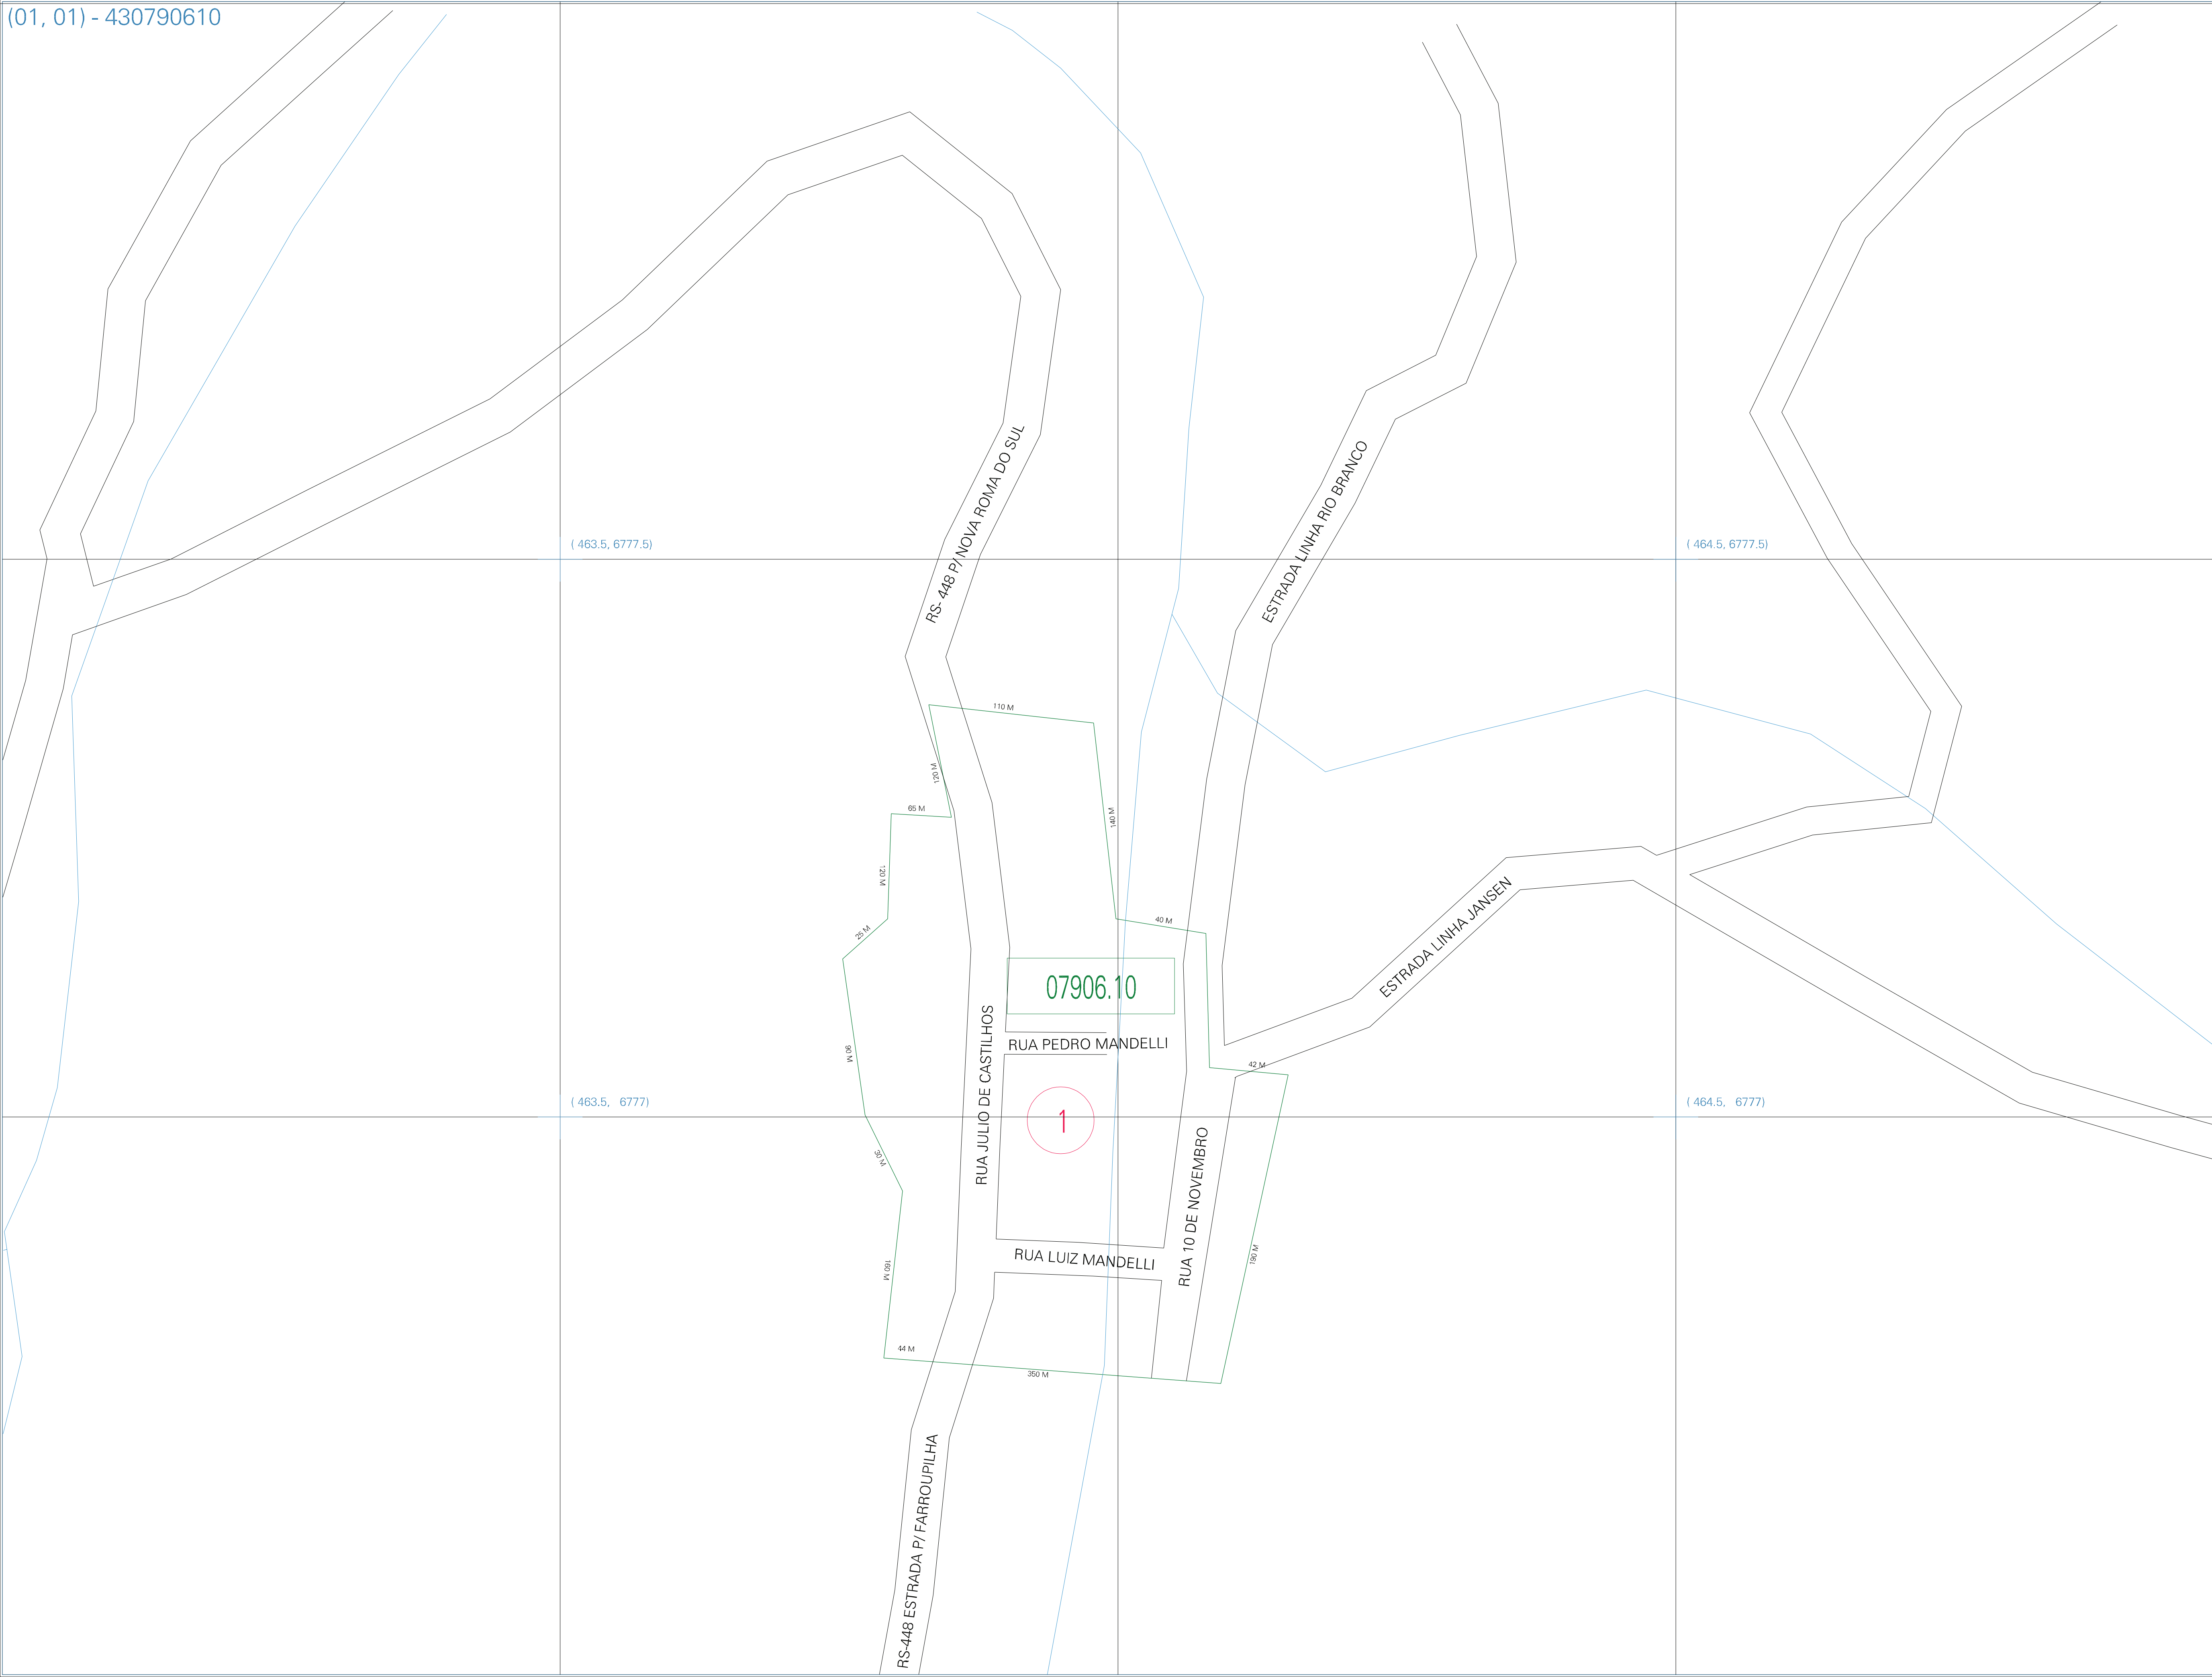 (01, 01) - 430790610
RS- 448 P/ NOVA ROMA DO SUL
ESTRADA LINHA RIO BRANCO
( 463.5, 6777.5)
( 464.5, 6777.5)
110 M
120 M
65 M
140 M
120 M
40 M
25 M
ESTRADA LINHA JANSEN
07906.10
RUA JULIO DE CASTILHOS
RUA PEDRO MANDELLI
90 M
42 M
( 463.5, 6777)
1
( 464.5, 6777)
30 M
RUA 10 DE NOVEMBRO
RUA LUIZ MANDELLI
190 M
160 M
44 M
350 M
RS-448 ESTRADA P/ FARROUPILHA